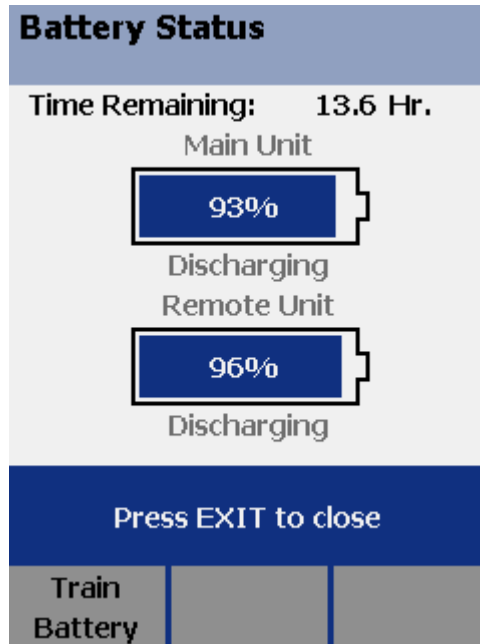 Battery Status
Time Remaining: 13.6 Hr.
Main Unit
93%
Discharging
Remote Unit
96%
Discharging
Press EXIT to close
Train
Battery